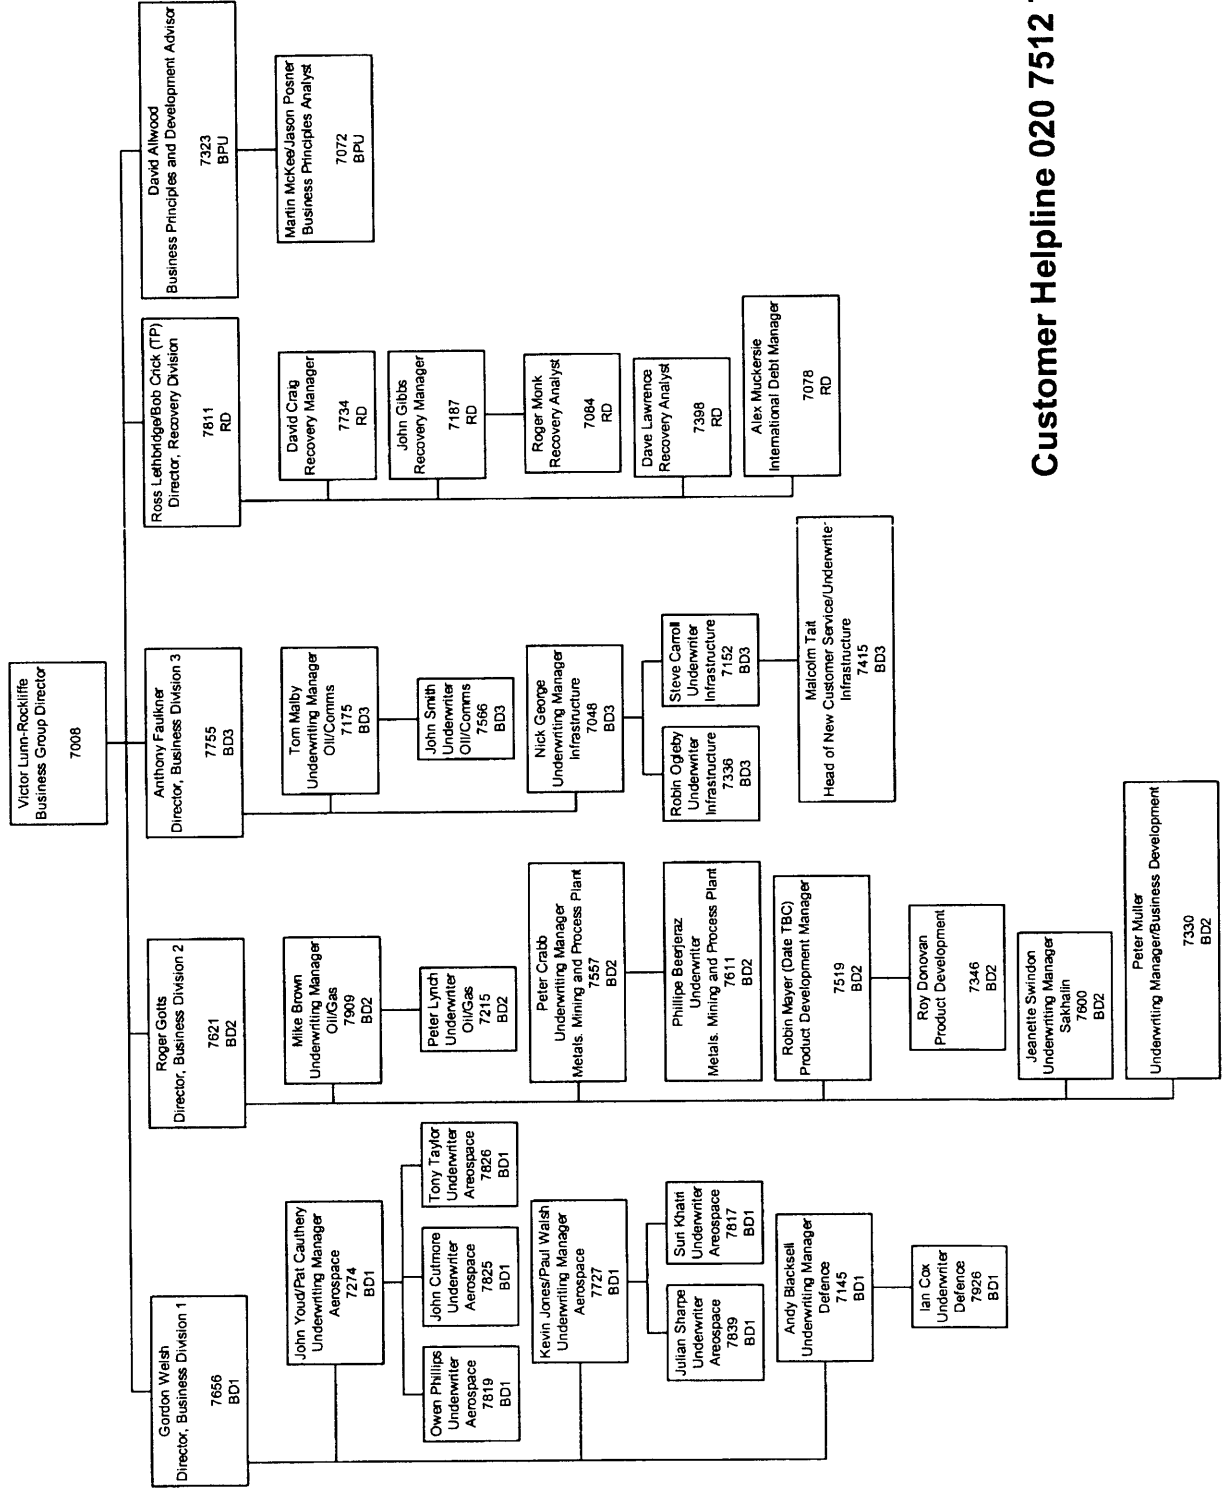 Victor Lunn-Rockliffe
Business Group Director
7008
Gordon Welsh
Director, Business Division 1
7656
BD1
John Youd/Pat Cauthery
Underwriting Manager
Aerospace
7274
BD1
Owen Phillips
Underwriter
Aerospace
7819
BD1
John Cutmore
Underwriter
Aerospace
7825
BD1
Tony Taylor
Underwriter
Areospace
7826
BD1
Kevin Jones/Paul Walsh
Underwriting Manager
Aerospace
7727
BD1
Julian Sharpe
Underwriter
Areospace
7839
BD1
Suri Khatri
Underwriter
Areospace
7817
BD1
Andy Blacksell
Underwriting Manager
Defence
7145
BD1
Ian Cox
Underwriter
Defence
7926
BD1
Roger Gotts
Director, Business Division 2
7621
BD2
Mike Brown
Underwriting Manager
Oil/Gas
7909
BD2
Peter Lynch
Underwriter
Oil/Gas
7215
BD2
Peter Crabb
Underwriting Manager
Metals. Mining and Process Plant
7557
BD2
Phillipe Beerjeraz
Underwriter
Metals. Mining and Process Plant
7611
BD2
Robin Mayer (Date TBC)
Product Development Manager
7519
BD2
Roy Donovan
Product Development
7346
BD2
Jeanette Swindon
Underwriting Manager
Sakhalin
7600
BD2
Peter Muller
Underwriting Manager/Business Development
7330
BD2
Anthony Faulkner
Director, Business Division 3
7755
BD3
Tom Malby
Underwriting Manager
Oil/Comms
7175
BD3
John Smith
Underwriter
Oil/Comms
7566
BD3
Nick George
Underwriting Manager
Infrastructure
7048
BD3
Robin Ogleby
Underwriter
Infrastructure
7336
BD3
Steve Carroll
Underwriter
Infrastructure
7152
BD3
Malcolm Tait
Head of New Customer Service/Underwrite
Infrastructure
7415
BD3
Ross Lethbridge/Bob Crick (TP)
Director, Recovery Division
7811
RD
David Craig
Recovery Manager
7734
RD
John Gibbs
Recovery Manager
7187
RD
Roger Monk
Recovery Analyst
7084
RD
Dave Lawrence
Recovery Analyst
7398
RD
Alex Muckersie
International Debt Manager
7078
RD
David Allwood
Business Principles and Development Advisor
7323
BPU
Martin McKee/Jason Posner
Business Principles Analyst
7072
BPU
Customer Helpline 020 7512